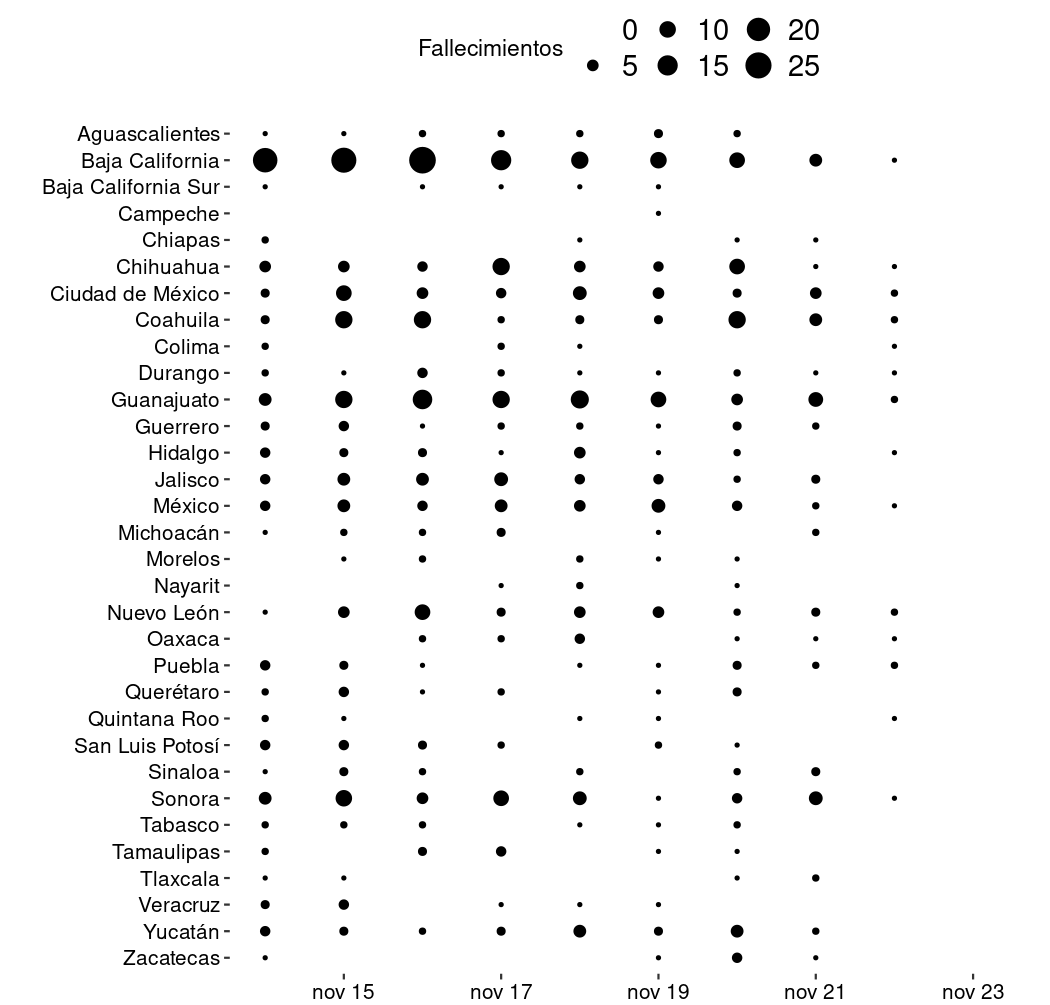 Fallecimientos
0 10 20
5 15 25
Aguascalientes
Baja California
Baja California Sur
Campeche
Chiapas
Chihuahua
Ciudad de México
Coahuila
Colima
Durango
Guanajuato
Guerrero
Hidalgo
Jalisco
México
Michoacán
Morelos
Nayarit
Nuevo León
Oaxaca
Puebla
Querétaro
Quintana Roo
San Luis Potosí
Sinaloa
Sonora
Tabasco
Tamaulipas
Tlaxcala
Veracruz
Yucatán
Zacatecas
nov 15 nov 17 nov 19 nov 21 nov 23